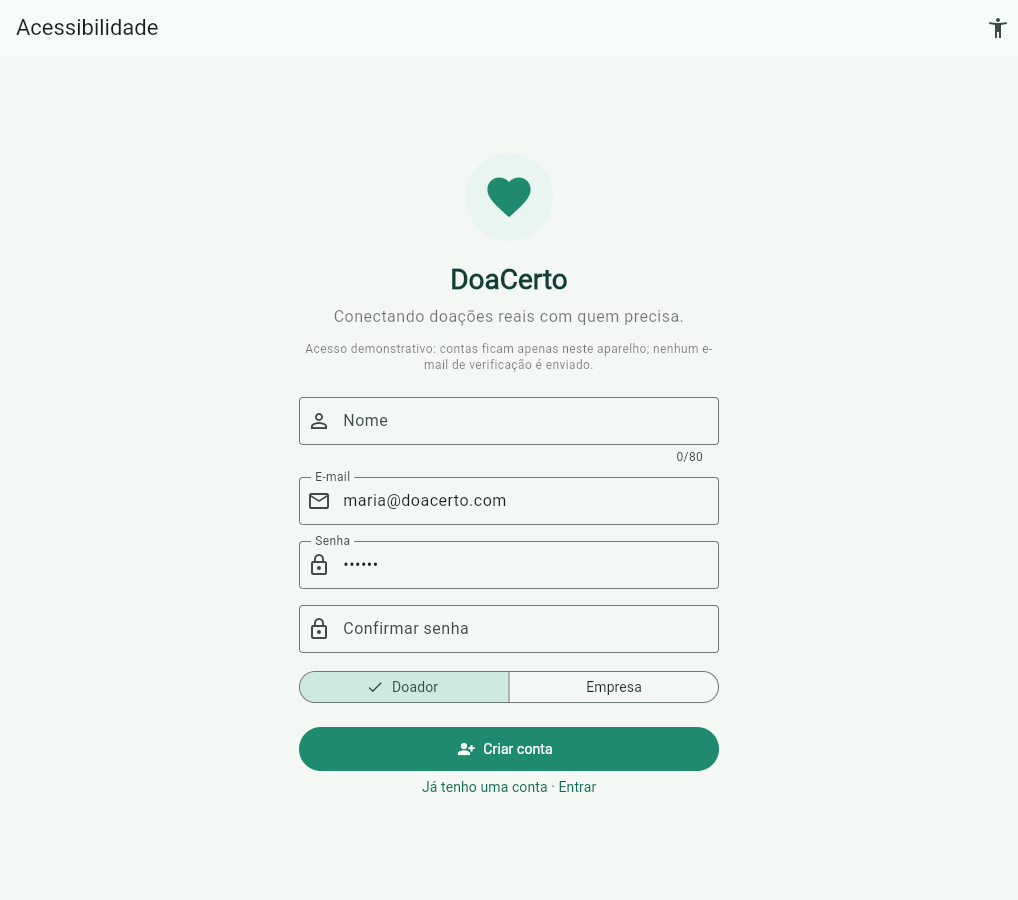 Acessibilidade
DoaCerto
Conectando doações reais com quem precisa.
Acesso demonstrativo: contas ficam apenas neste aparelho; nenhum e-
mail de verificação é enviado.
Nome
0/80
E-mail
maria@doacerto.com
Senha
••••••
Confirmar senha
Doador
Empresa
Criar conta
Já tenho uma conta · Entrar